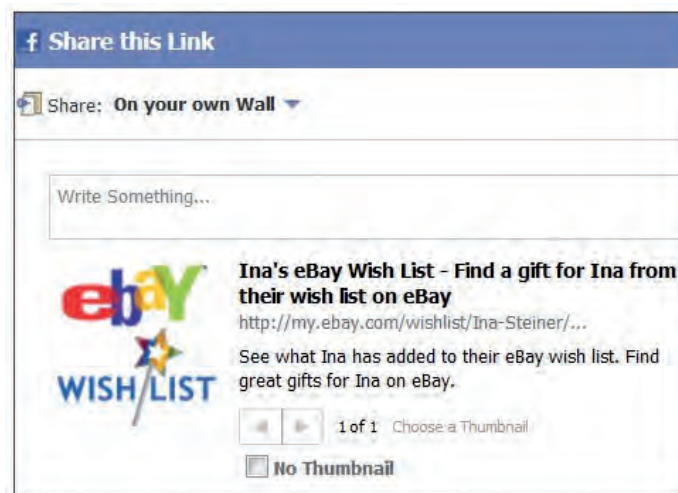 f Share this Link
Share: On your own Wall
Write Something...
ebaY
WISH LIST
Ina's eBay Wish List - Find a gift for Ina from
their wish list on eBay
http://my.ebay.com/wishlist/Ina-Steiner/...
See what Ina has added to their eBay wish list. Find
great gifts for Ina on eBay.
1 of 1 Choose a Thumbnail
No Thumbnail